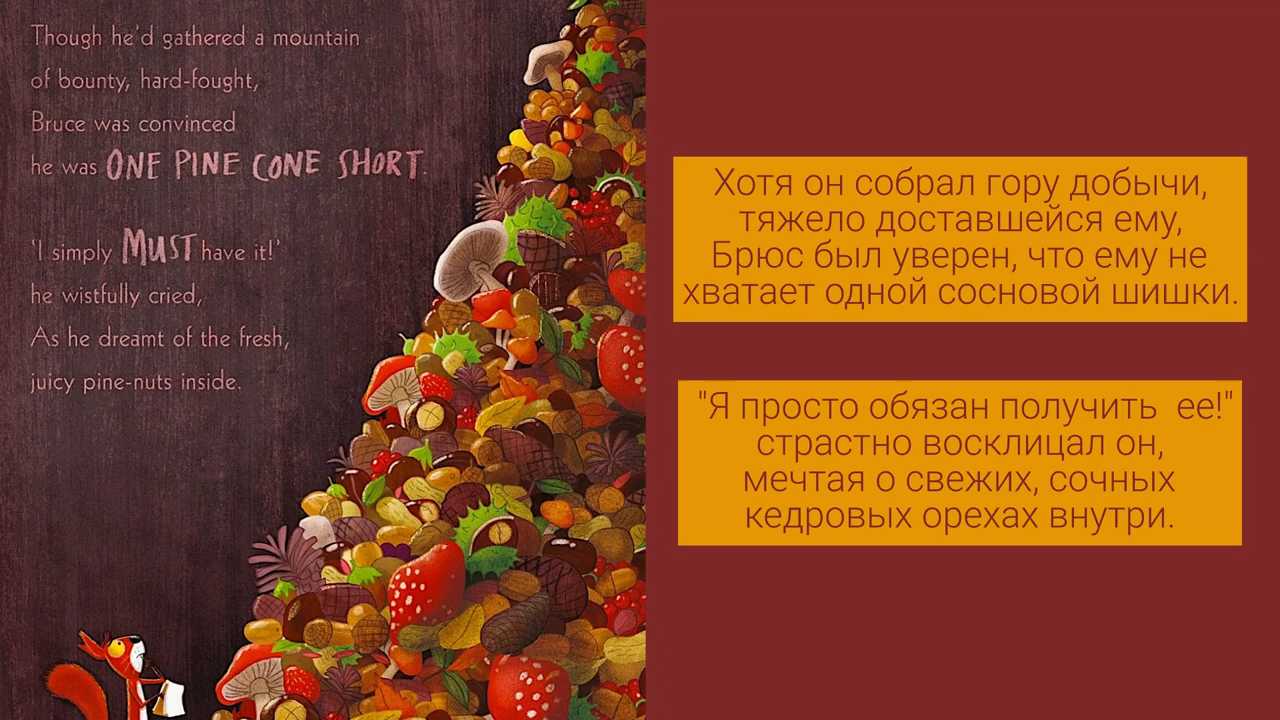 Though he'd gathered a mountain
of bounty, hard-fought,
Bruce was convinced
he was ONE PINE CONE SHORT.
'I simply MUST have it!'
he wistfully cried,
As he dreamt of the fresh,
juicy pine-nuts inside.
Хотя он собрал гору добычи,
тяжело доставшейся ему,
Брюс был уверен, что ему не
хватает одной сосновой шишки.
"Я просто обязан получить  ее!"
страстно восклицал он,
мечтая о свежих, сочных
кедровых орехах внутри.